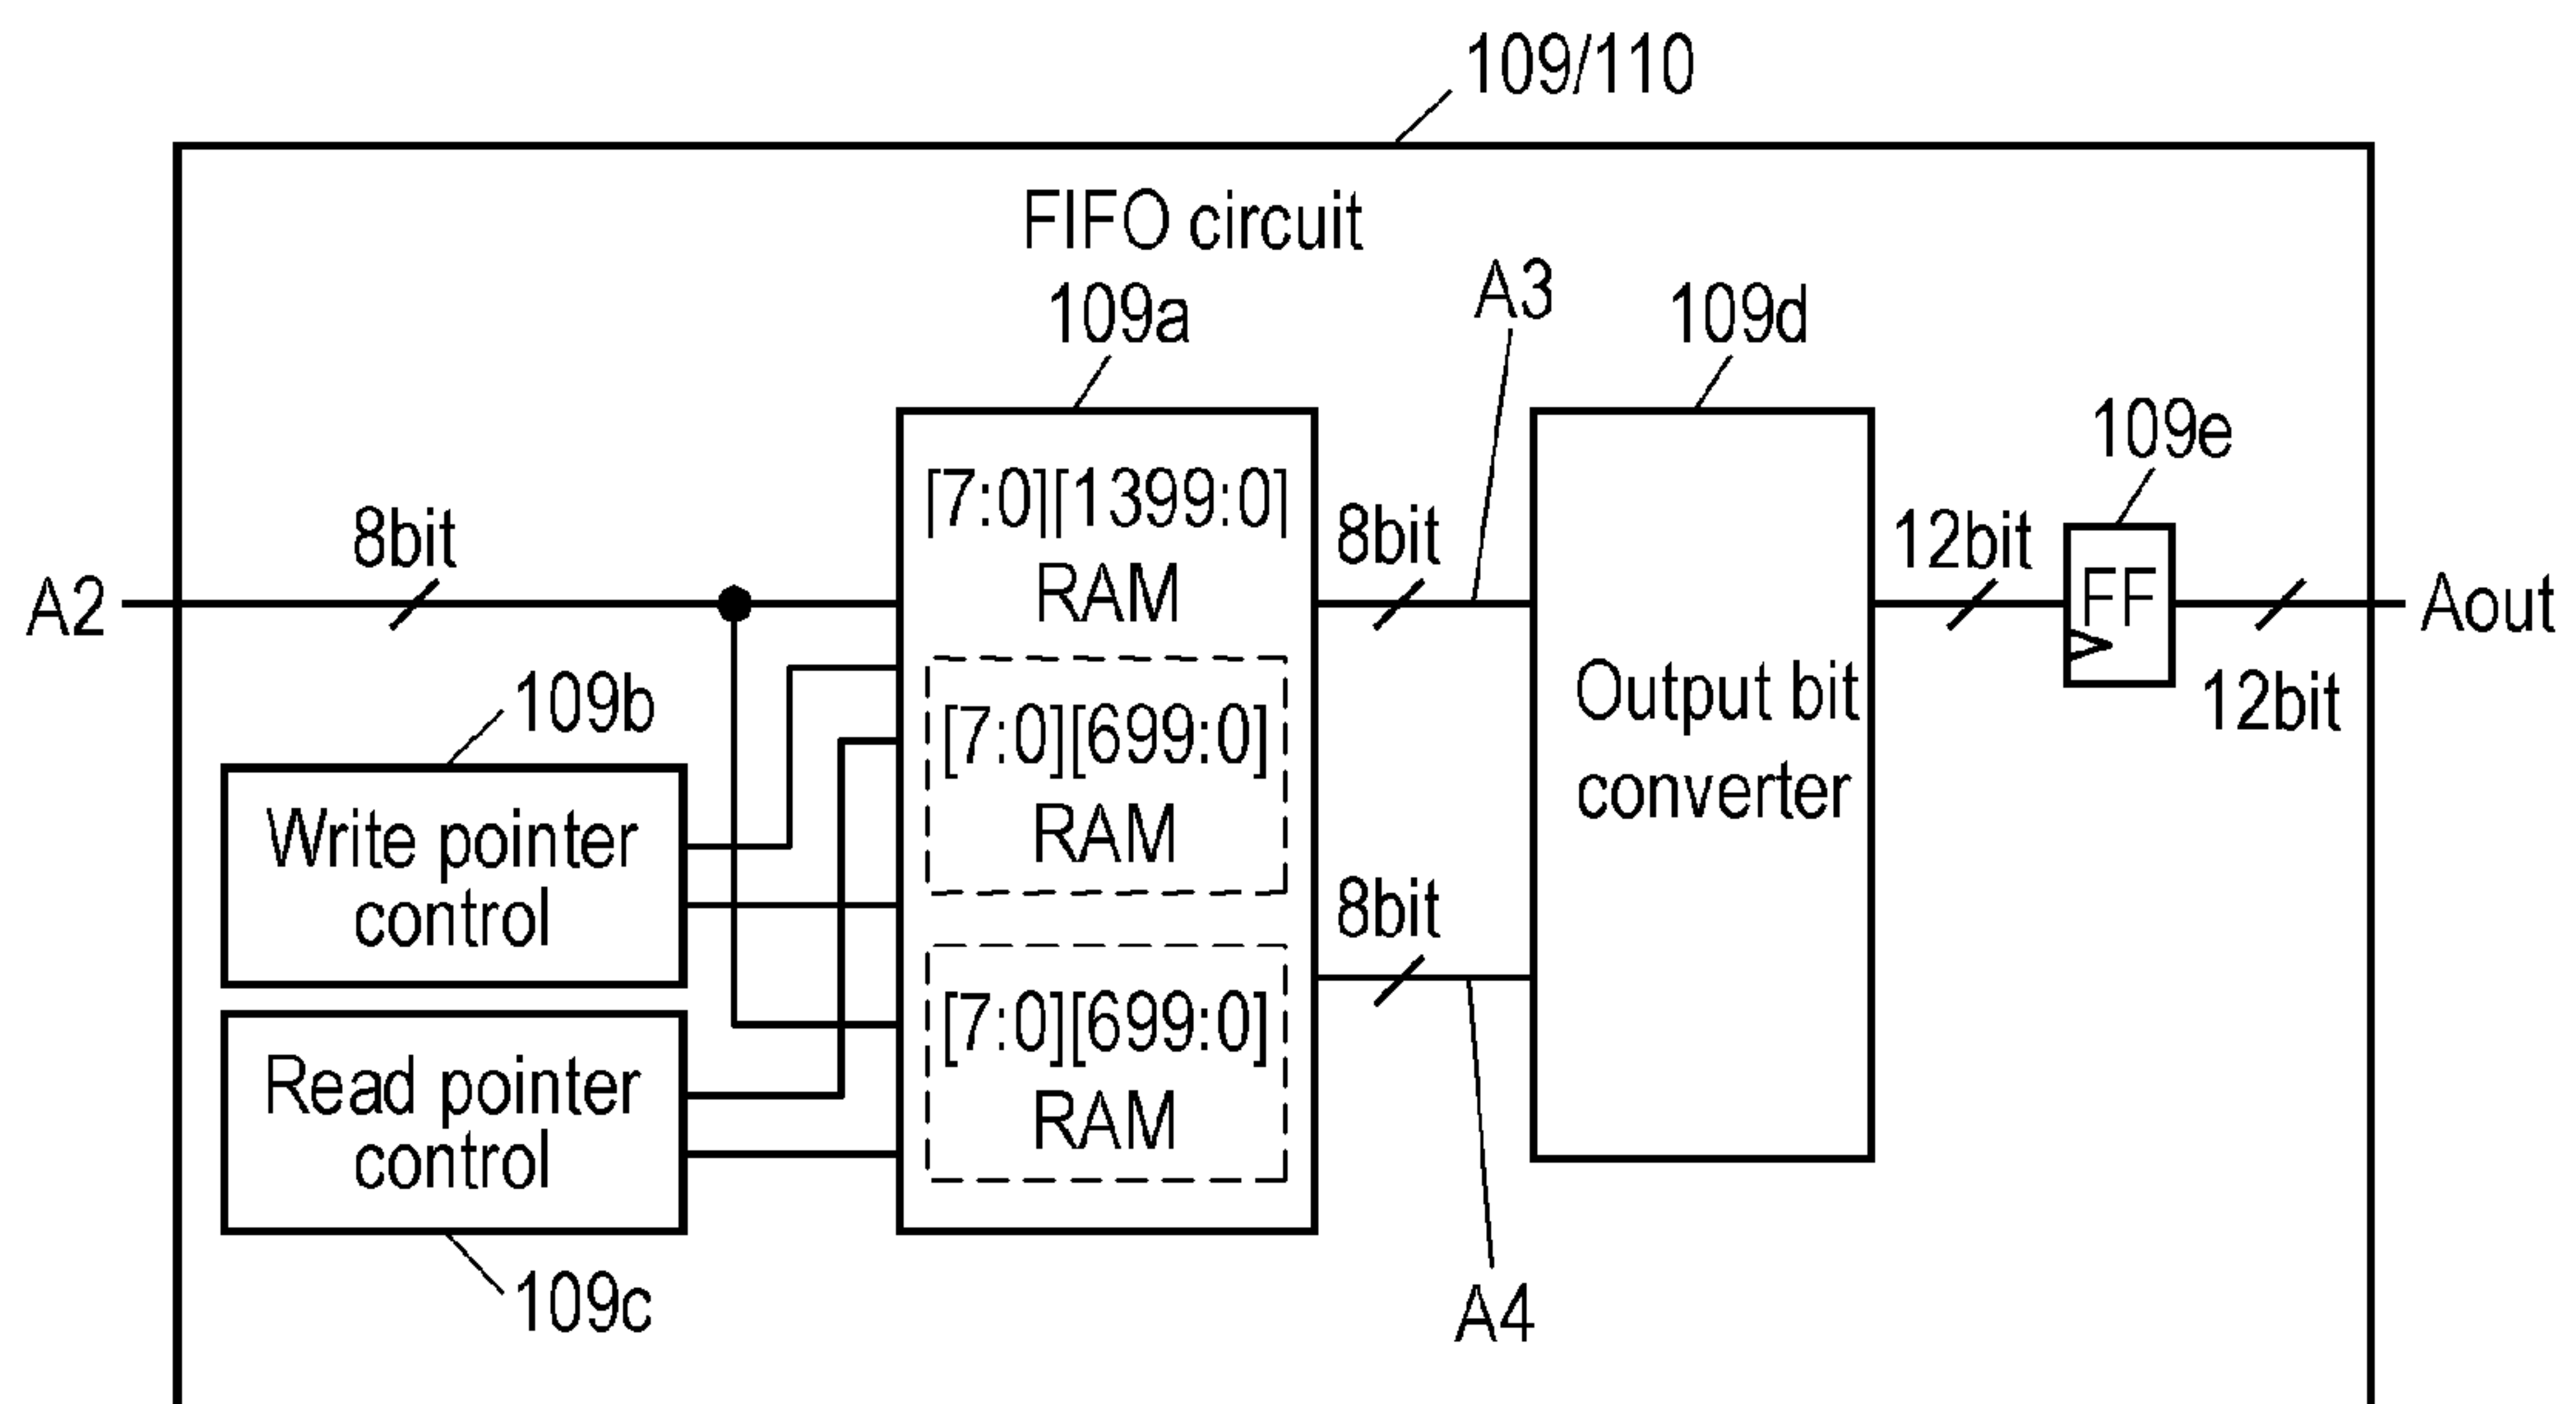 109/110
FIFO circuit
109a
A3
109d
109e
[7:0][1399:0]
RAM
8bit
8bit
12bit
FF
A2
Aout
12bit
109b
[7:0][699:0]
RAM
Output bit
converter
Write pointer
control
8bit
[7:0][699:0]
RAM
Read pointer
control
109c
A4